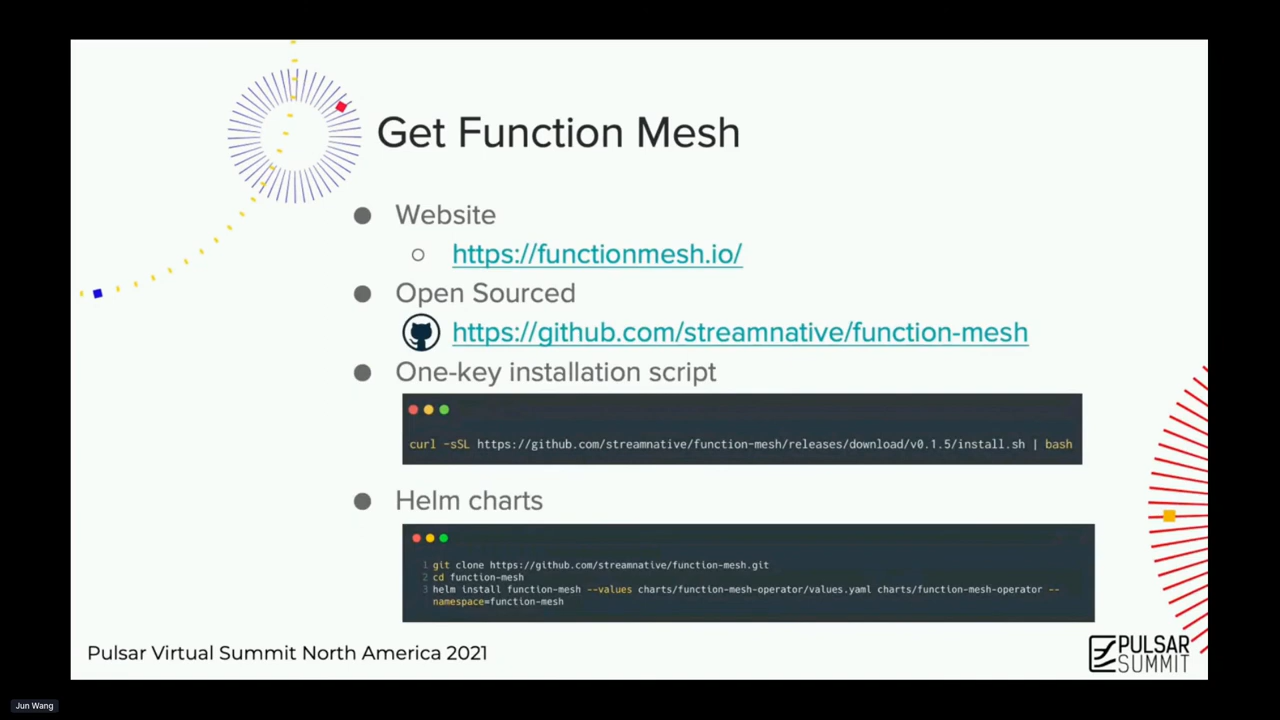 Get Function Mesh
Website
https://functionmesh.io/
Open Sourced
https://github.com/streamnative/function-mesh
One-key installation script
curl -sSL https://github.com/streamnative/function-mesh/releases/download/v0.1.5/install.sh | bash
Helm charts
1 git clone https://github.com/streamnative/function-mesh.git
2 cd function-mesh
3 helm install function-mesh --values charts/function-mesh-operator/values.yaml charts/function-mesh-operator --
namespace=function-mesh
Pulsar Virtual Summit North America 2021
PULSAR
SUMMIT
Jun Wang